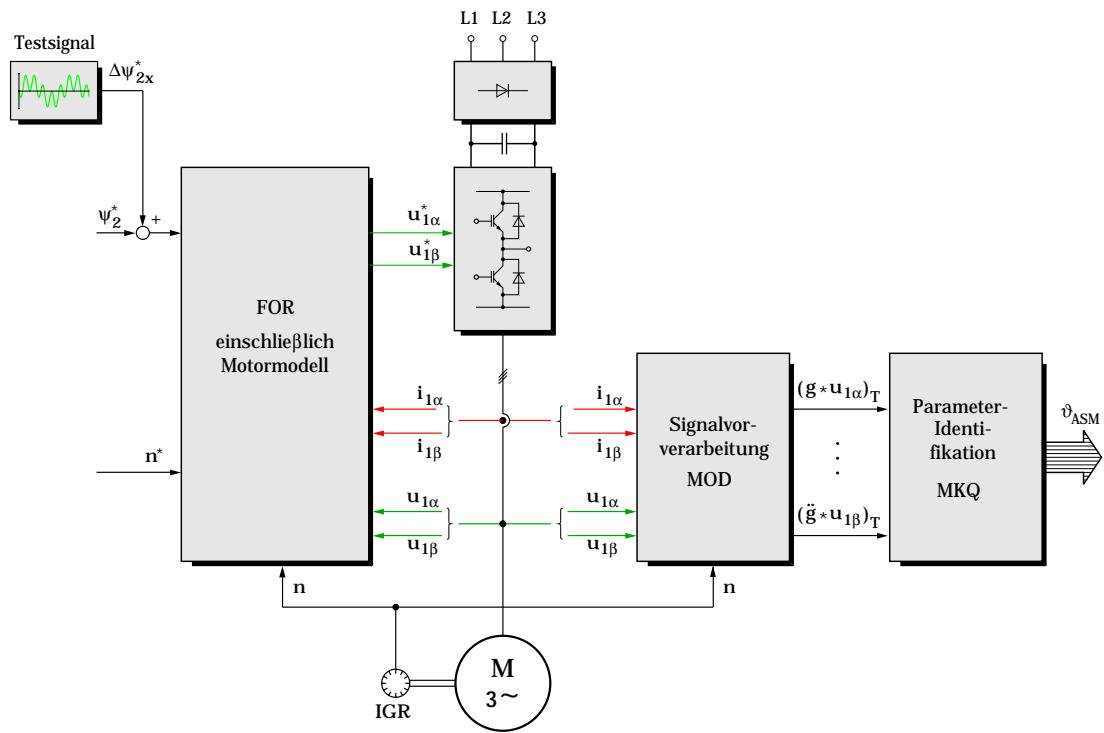 L1 L2 L3
Testsignal
Δψ*2x
ψ*2
+
u*1α
u*1β
FOR
einschließlich
Motormodell
i1α
i1β
i1α
i1β
Signalvor-
verarbeitung
MOD
(g*u1α)T
Parameter-
Identi-
fikation
MKQ
ϑASM
n*
u1α
u1β
u1α
u1β
(g̈*u1β)T
n
n
M
3~
IGR